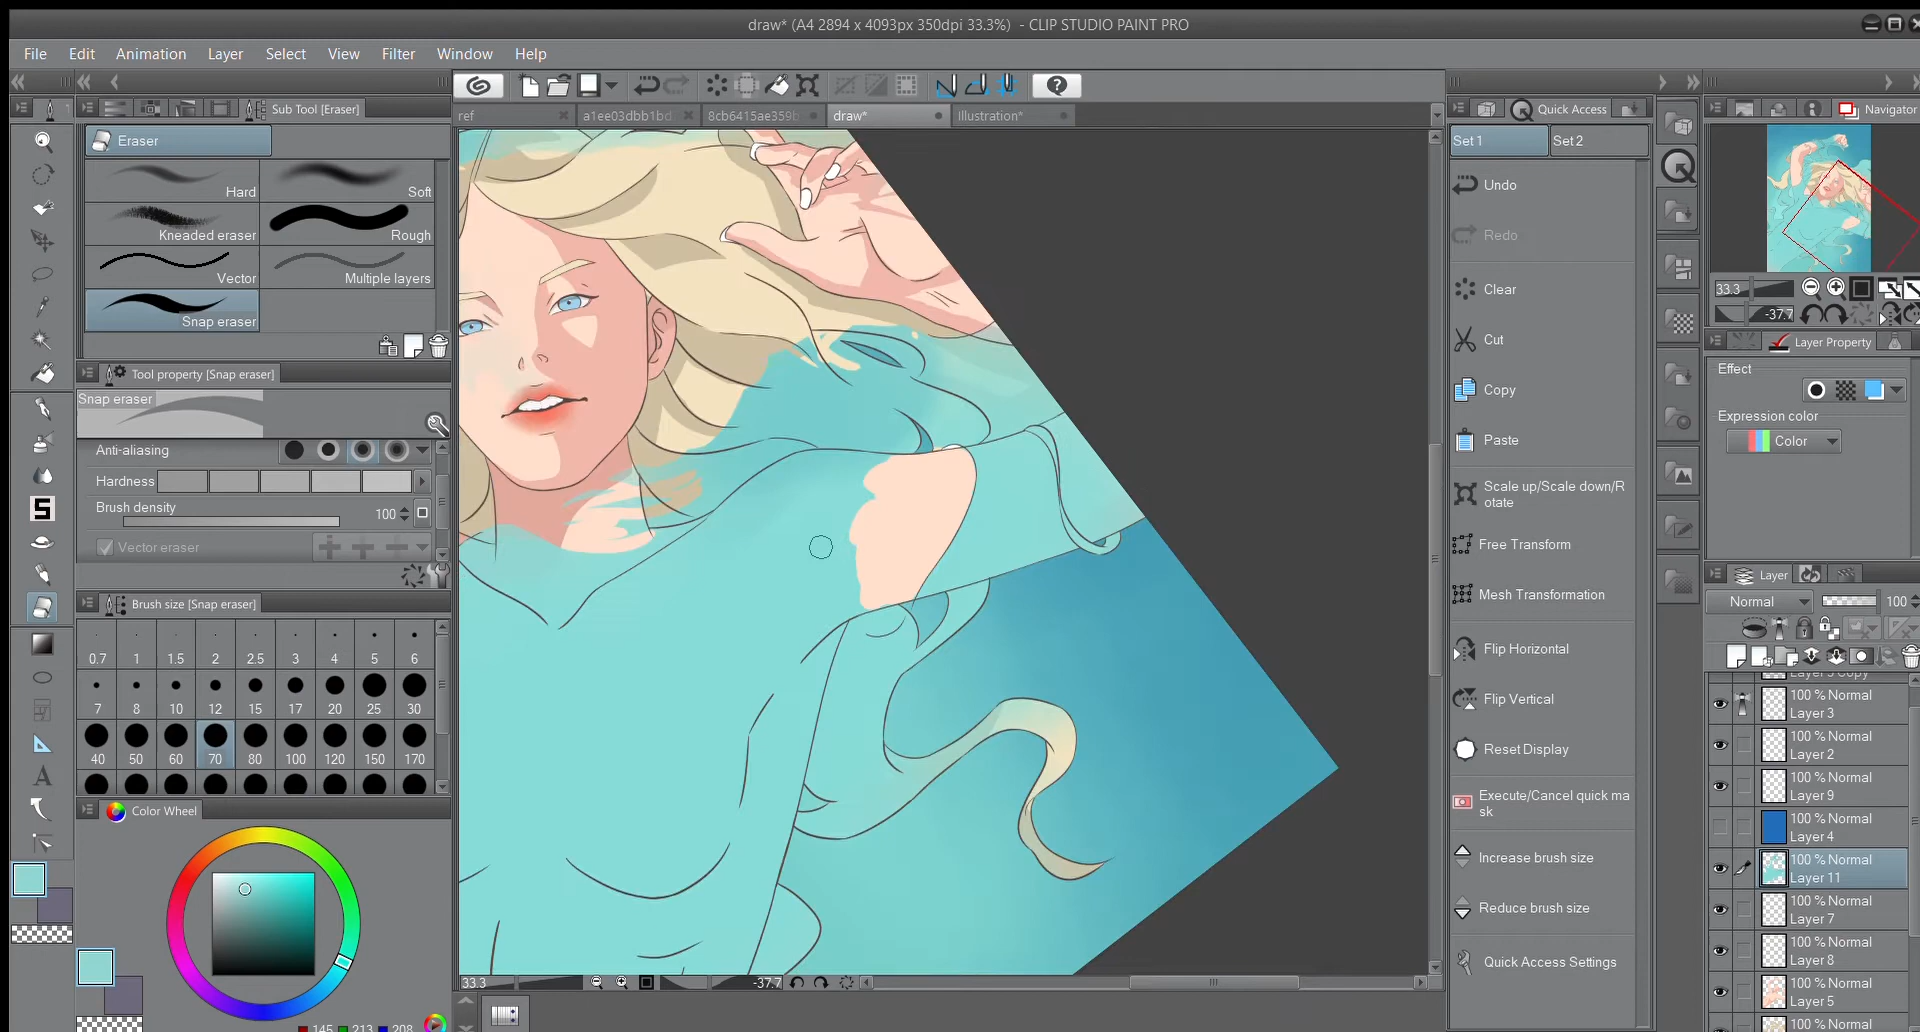 draw* (A4 2894 x 4093px 350dpi 33.3%) - CLIP STUDIO PAINT PRO
File Edit Animation Layer Select View Filter Window Help
Sub Tool [Eraser]
Eraser
Hard Soft
Kneaded eraser Rough
Vector Multiple layers
Snap eraser
Tool property [Snap eraser]
Snap eraser
Anti-aliasing
Hardness
Brush density 100
Vector eraser
Brush size [Snap eraser]
0.7 1 1.5 2 2.5 3 4 5 6
7 8 10 12 15 17 20 25 30
40 50 60 70 80 100 120 150 170
Color Wheel
145 213 208
ref a1ee03dbb1bd 8cb6415ae359b draw* Illustration*
33.3 -37.7
Quick Access
Set 1 Set 2
Undo
Redo
Clear
Cut
Copy
Paste
Scale up/Scale down/R
otate
Free Transform
Mesh Transformation
Flip Horizontal
Flip Vertical
Reset Display
Execute/Cancel quick ma
sk
Increase brush size
Reduce brush size
Quick Access Settings
Navigator
33.3
-37.7
Layer Property
Effect
Expression color
Color
Layer
Normal 100
100 % Normal
Layer 3
100 % Normal
Layer 2
100 % Normal
Layer 9
100 % Normal
Layer 4
100 % Normal
Layer 11
100 % Normal
Layer 7
100 % Normal
Layer 8
100 % Normal
Layer 5
100 % Normal